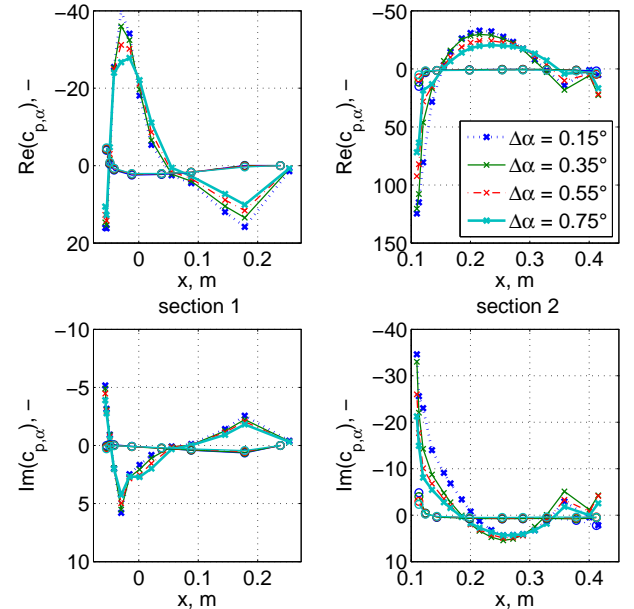 −40
−20
0
20
Re(c_{p,α}), −
0 0.1 0.2
x, m
section 1
−50
0
50
100
150
Re(c_{p,α}), −
Δα = 0.15°
Δα = 0.35°
Δα = 0.55°
Δα = 0.75°
0.1 0.2 0.3 0.4
x, m
section 2
−10
−5
0
5
10
Im(c_{p,α}), −
0 0.1 0.2
x, m
−40
−30
−20
−10
0
10
Im(c_{p,α}), −
0.1 0.2 0.3 0.4
x, m